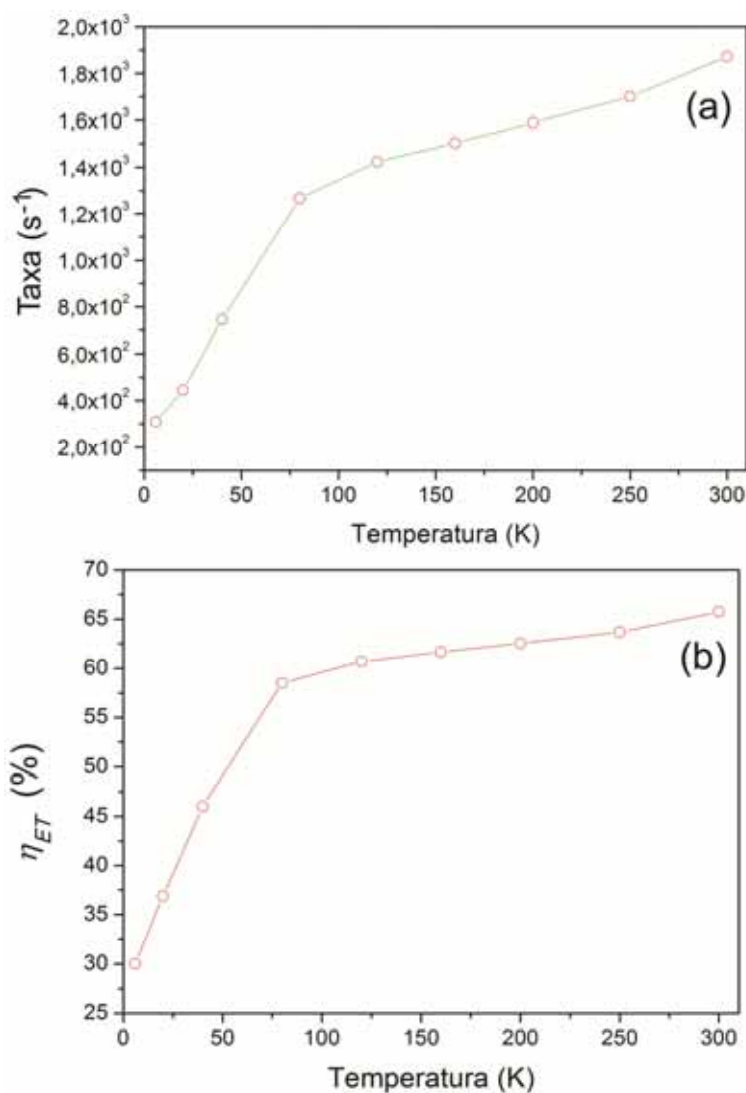 2,0x10³
1,8x10³
1,6x10³
1,4x10³
1,2x10³
1,0x10³
8,0x10²
6,0x10²
4,0x10²
2,0x10²
Taxa (s⁻¹)
(a)
0 50 100 150 200 250 300
Temperatura (K)
70
65
60
55
50
45
40
35
30
25
η_ET (%)
(b)
0 50 100 150 200 250 300
Temperatura (K)